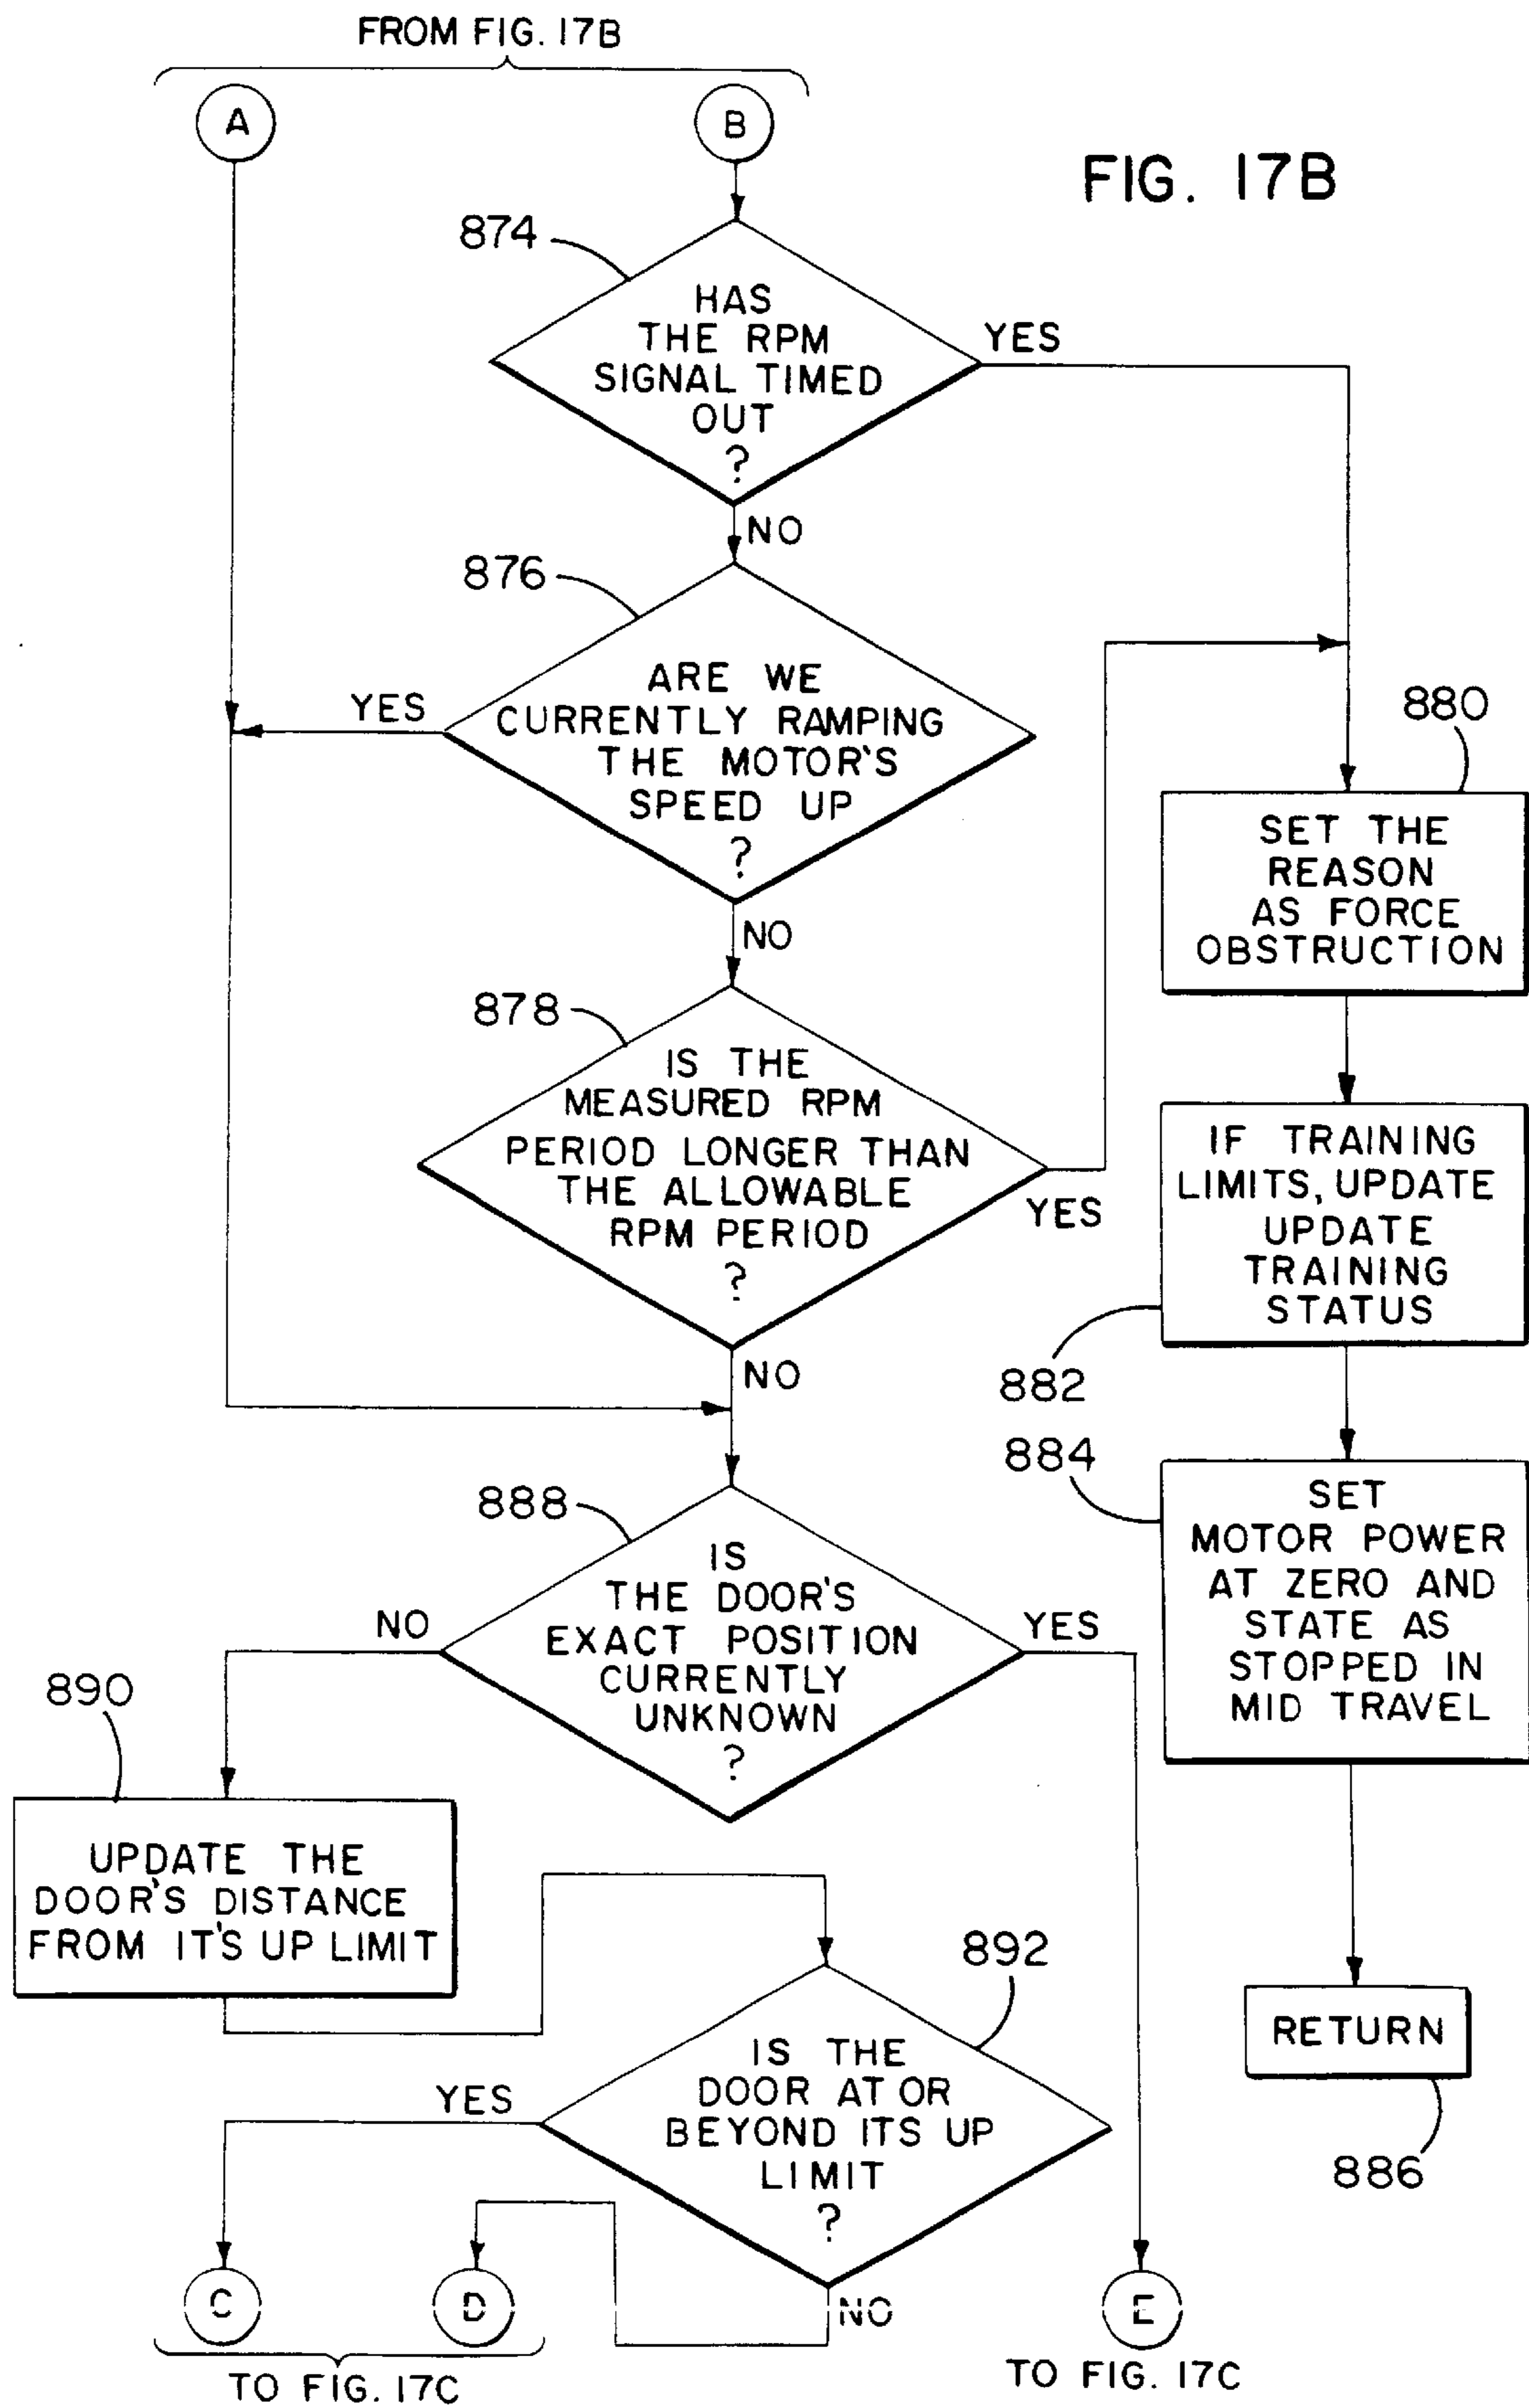 FROM FIG. 17B
A
B
FIG. 17B
874
HAS
THE RPM
SIGNAL TIMED
OUT
?
YES
NO
876
ARE WE
CURRENTLY RAMPING
THE MOTOR'S
SPEED UP
?
YES
NO
880
SET THE
REASON
AS FORCE
OBSTRUCTION
878
IS THE
MEASURED RPM
PERIOD LONGER THAN
THE ALLOWABLE
RPM PERIOD
?
YES
NO
IF TRAINING
LIMITS, UPDATE
UPDATE
TRAINING
STATUS
882
884
SET
MOTOR POWER
AT ZERO AND
STATE AS
STOPPED IN
MID TRAVEL
888
IS
THE DOOR'S
EXACT POSITION
CURRENTLY
UNKNOWN
?
NO
YES
890
UPDATE THE
DOOR'S DISTANCE
FROM IT'S UP LIMIT
892
IS THE
DOOR AT OR
BEYOND ITS UP
LIMIT
?
YES
NO
RETURN
886
C
D
E
TO FIG. 17C
TO FIG. 17C